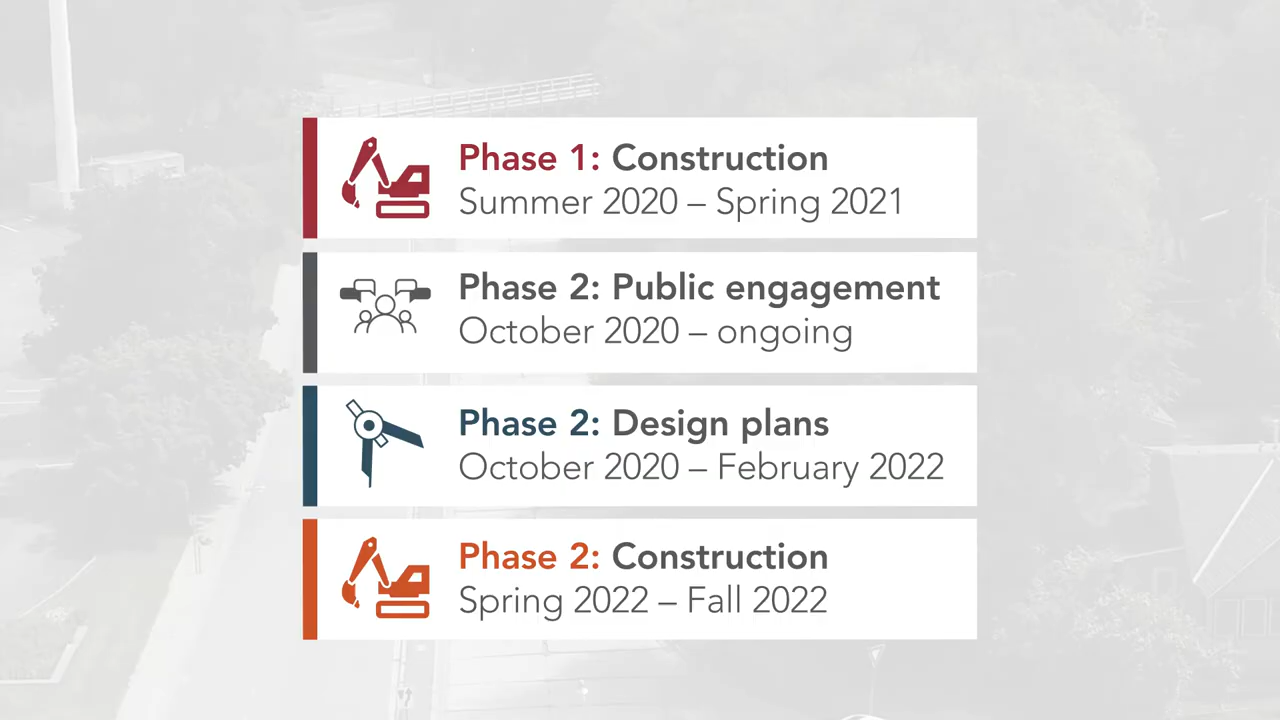 Phase 1: Construction
Summer 2020 – Spring 2021
Phase 2: Public engagement
October 2020 – ongoing
Phase 2: Design plans
October 2020 – February 2022
Phase 2: Construction
Spring 2022 – Fall 2022